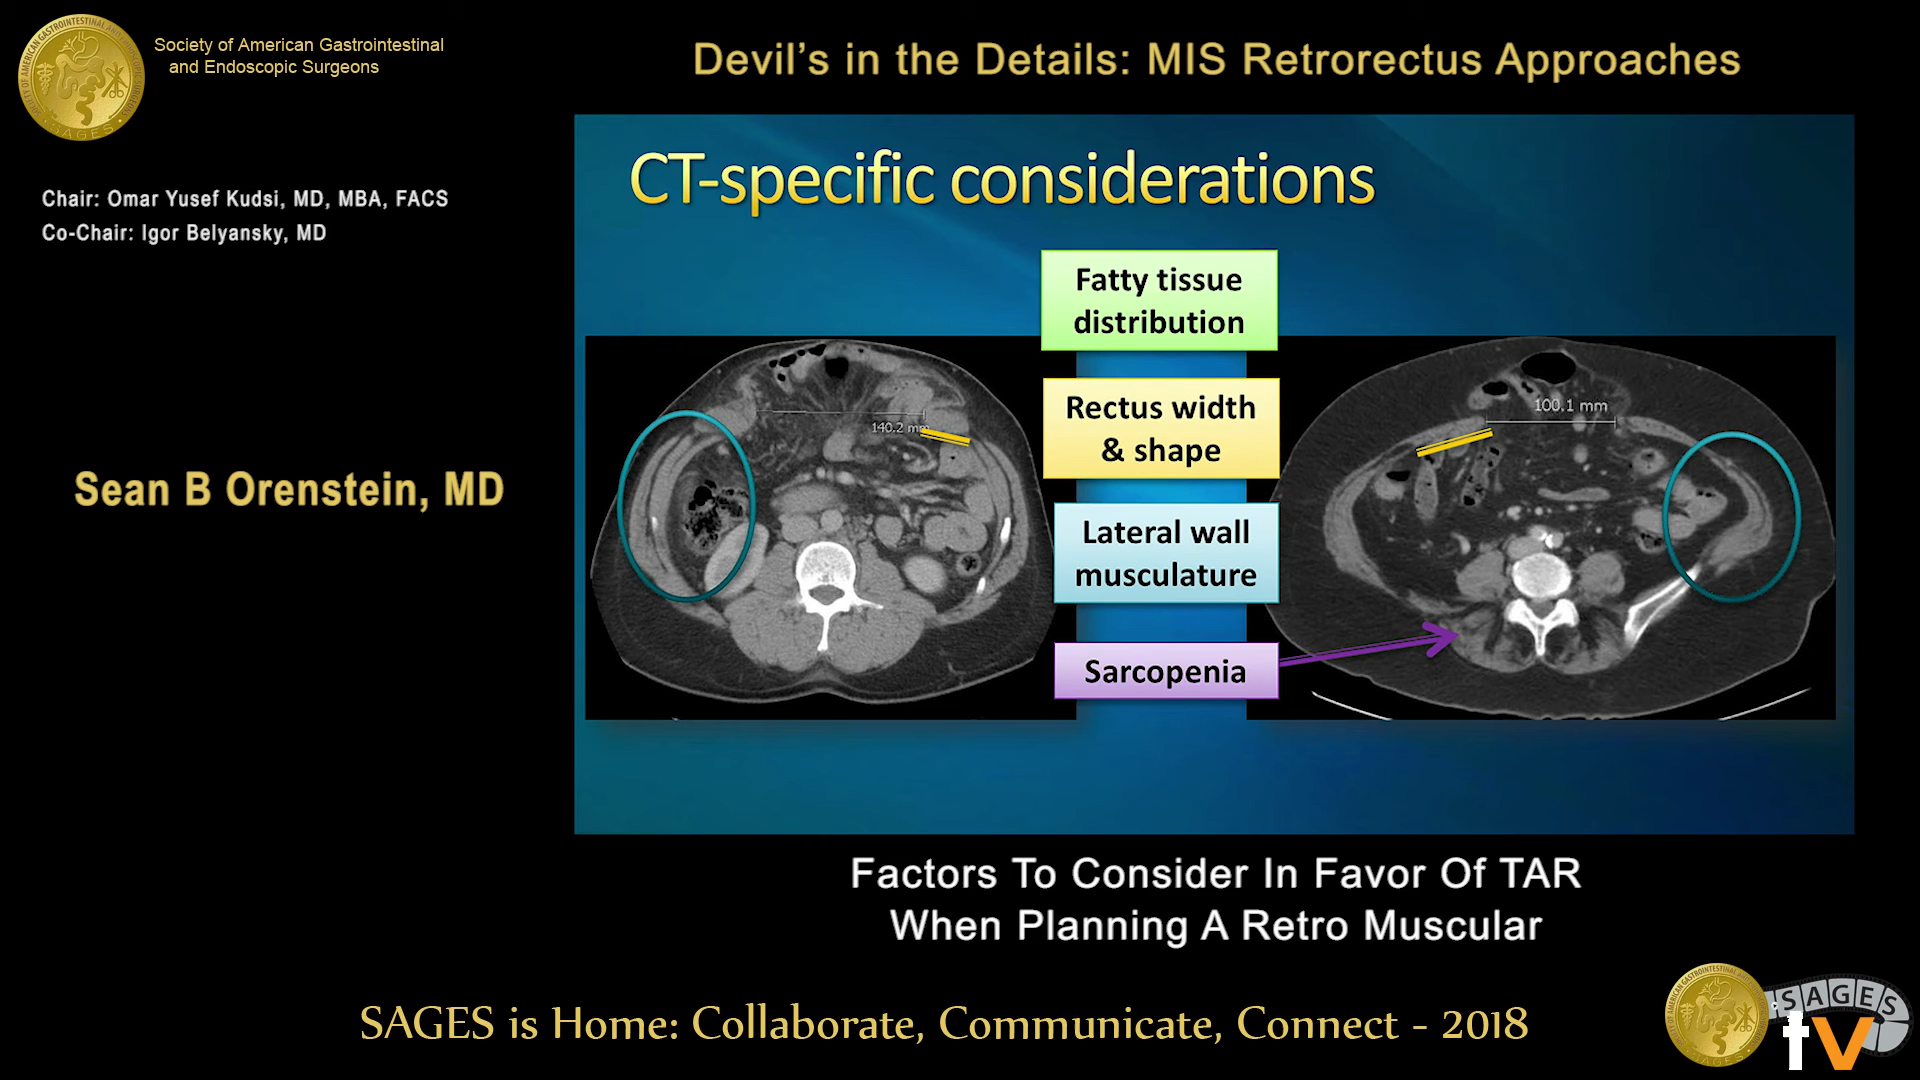 Society of American Gastrointestinal
and Endoscopic Surgeons
Devil's in the Details: MIS Retrorectus Approaches
Chair: Omar Yusef Kudsi, MD, MBA, FACS
Co-Chair: Igor Belyansky, MD
Sean B Orenstein, MD
CT-specific considerations
Fatty tissue
distribution
Rectus width
& shape
Lateral wall
musculature
Sarcopenia
140.2 mm
100.1 mm
Factors To Consider In Favor Of TAR
When Planning A Retro Muscular
SAGES is Home: Collaborate, Communicate, Connect - 2018
SAGES
tv